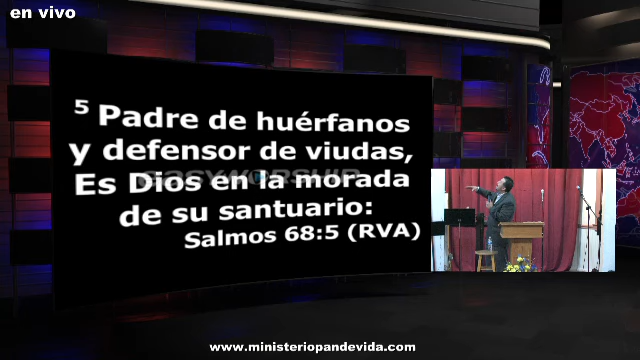 en vivo
5 Padre de huérfanos
y defensor de viudas,
Es Dios en la morada
de su santuario:
Salmos 68:5 (RVA)
EASYWORSHIP
www.ministeriopandevida.com